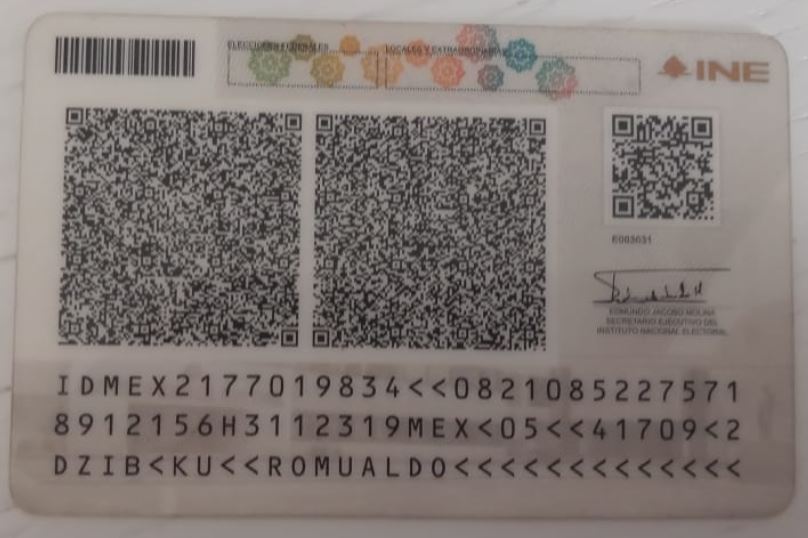 ELECCIONES FEDERALES LOCALES Y EXTRAORDINARIAS
INE
E003031
EDMUNDO JACOBO MOLINA
SECRETARIO EJECUTIVO DEL
INSTITUTO NACIONAL ELECTORAL
IDMEX2177019834<<0821085227571
8912156H3112319MEX<05<<41709<2
DZIB<KU<<ROMUALDO<<<<<<<<<<<<<